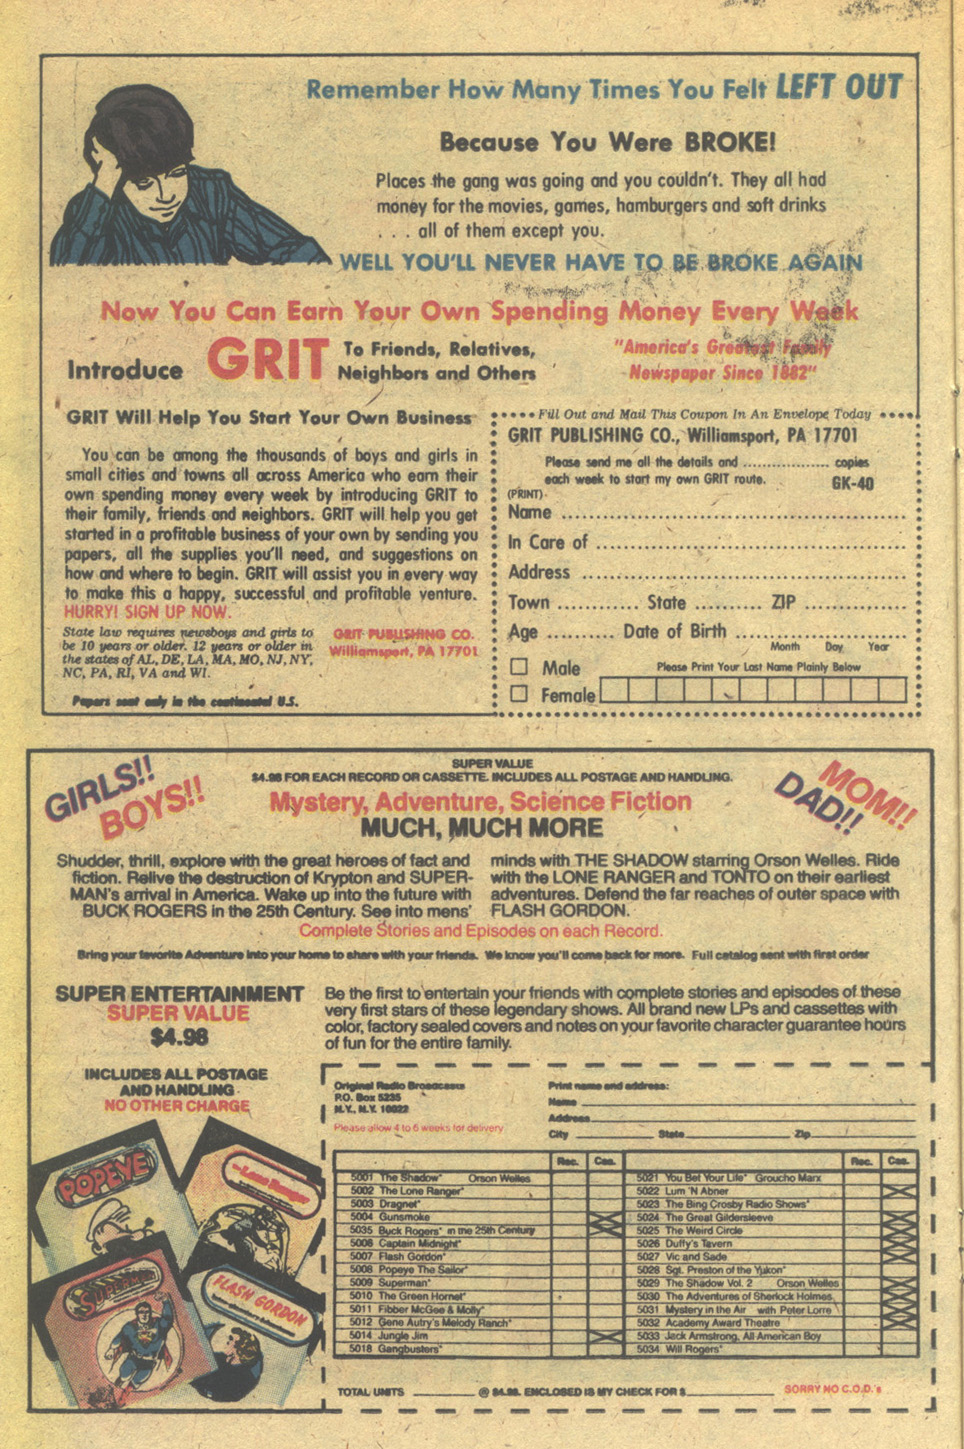 Remember How Many Times You Felt LEFT OUT
Because You Were BROKE!
Places the gang was going and you couldn't. They all had
money for the movies, games, hamburgers and soft drinks
. . . all of them except you.
WELL YOU'LL NEVER HAVE TO BE BROKE AGAIN
Now You Can Earn Your Own Spending Money Every Week
Introduce GRIT To Friends, Relatives,
Neighbors and Others
"America's Greatest Family
Newspaper Since 1882"
GRIT Will Help You Start Your Own Business
You can be among the thousands of boys and girls in
small cities and towns all across America who earn their
own spending money every week by introducing GRIT to
their family, friends and neighbors. GRIT will help you get
started in a profitable business of your own by sending you
papers, all the supplies you'll need, and suggestions on
how and where to begin. GRIT will assist you in every way
to make this a happy, successful and profitable venture.
HURRY! SIGN UP NOW.
State law requires newsboys and girls to
be 10 years or older. 12 years or older in
the states of AL, DE, LA, MA, MO, NJ, NY,
NC, PA, RI, VA and WI.
GRIT PUBLISHING CO.
Williamsport, PA 17701
Papers sent only in the continental U.S.
Fill Out and Mail This Coupon In An Envelope Today
GRIT PUBLISHING CO., Williamsport, PA 17701
Please send me all the details and .................. copies
each week to start my own GRIT route. GK-40
(PRINT)
Name
In Care of
Address
Town ........... State .......... ZIP
Age .......... Date of Birth
Month Day Year
Male Please Print Your Last Name Plainly Below
Female
GIRLS!!
BOYS!!
SUPER VALUE
$4.98 FOR EACH RECORD OR CASSETTE. INCLUDES ALL POSTAGE AND HANDLING.
Mystery, Adventure, Science Fiction
MUCH, MUCH MORE
MOM!!
DAD!!
Shudder, thrill, explore with the great heroes of fact and
fiction. Relive the destruction of Krypton and SUPER-
MAN's arrival in America. Wake up into the future with
BUCK ROGERS in the 25th Century. See into mens'
minds with THE SHADOW starring Orson Welles. Ride
with the LONE RANGER and TONTO on their earliest
adventures. Defend the far reaches of outer space with
FLASH GORDON.
Complete Stories and Episodes on each Record.
Bring your favorite Adventure into your home to share with your friends. We know you'll come back for more. Full catalog sent with first order
SUPER ENTERTAINMENT
SUPER VALUE
$4.98
INCLUDES ALL POSTAGE
AND HANDLING
NO OTHER CHARGE
Be the first to entertain your friends with complete stories and episodes of these
very first stars of these legendary shows. All brand new LPs and cassettes with
color, factory sealed covers and notes on your favorite character guarantee hours
of fun for the entire family.
POPEYE
The Lone Ranger
SUPERMAN
FLASH GORDON
Original Radio Broadcasts
P.O. Box 5235
N.Y., N.Y. 10022
Please allow 4 to 6 weeks for delivery
Print name and address:
Name
Address
City State Zip
Rec. Cas.
5001 The Shadow* Orson Welles
5002 The Lone Ranger*
5003 Dragnet*
5004 Gunsmoke
5035 Buck Rogers* in the 25th Century
5006 Captain Midnight*
5007 Flash Gordon*
5008 Popeye The Sailor*
5009 Superman*
5010 The Green Hornet*
5011 Fibber McGee & Molly*
5012 Gene Autry's Melody Ranch*
5014 Jungle Jim
5018 Gangbusters*
Rec. Cas.
5021 You Bet Your Life* Groucho Marx
5022 Lum 'N Abner
5023 The Bing Crosby Radio Shows*
5024 The Great Gildersleeve
5025 The Weird Circle
5026 Duffy's Tavern
5027 Vic and Sade
5028 Sgt. Preston of the Yukon*
5029 The Shadow Vol. 2 Orson Welles
5030 The Adventures of Sherlock Holmes
5031 Mystery in the Air with Peter Lorre
5032 Academy Award Theatre
5033 Jack Armstrong, All American Boy
5034 Will Rogers*
TOTAL UNITS @ $4.98. ENCLOSED IS MY CHECK FOR $ SORRY NO C.O.D.'s